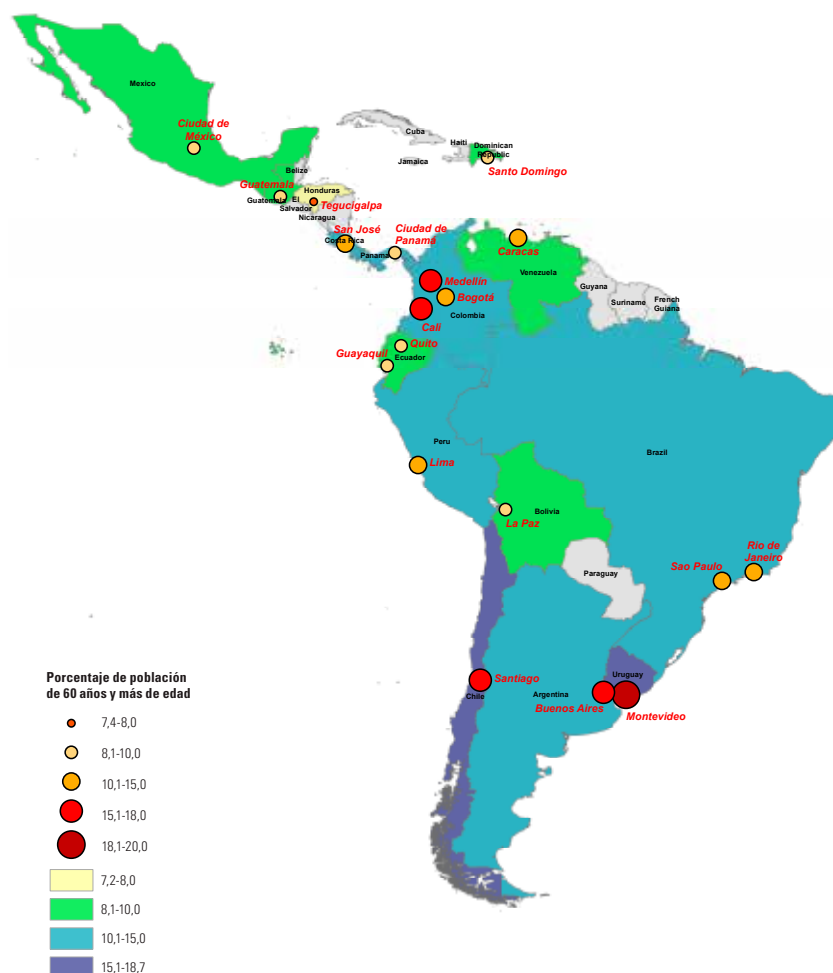 Mexico
Ciudad de
México
Cuba
Haiti
Dominican
Republic
Jamaica
Santo Domingo
Belize
Guatemala
Guatemala
Honduras
El
Salvador
Tegucigalpa
Nicaragua
San José
Costa Rica
Ciudad de
Panamá
Panama
Caracas
Venezuela
Medellín
Bogotá
Guyana
Suriname
French
Guiana
Cali
Colombia
Quito
Guayaquil
Ecuador
Peru
Brazil
Lima
Bolivia
La Paz
Rio de
Janeiro
Sao Paulo
Paraguay
Santiago
Uruguay
Chile
Argentina
Buenos Aires
Montevideo
Porcentaje de población
de 60 años y más de edad
7,4-8,0
8,1-10,0
10,1-15,0
15,1-18,0
18,1-20,0
7,2-8,0
8,1-10,0
10,1-15,0
15,1-18,7